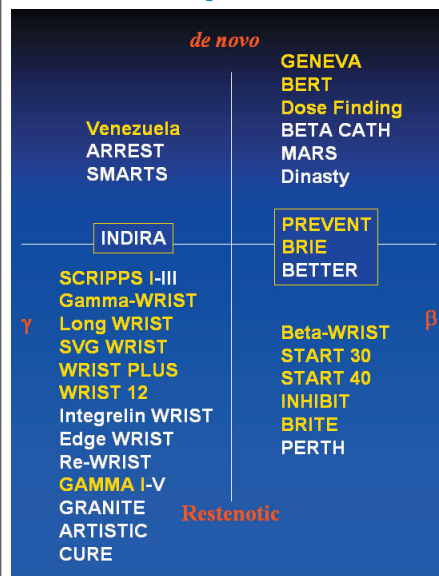 de novo
GENEVA
BERT
Dose Finding
BETA CATH
MARS
Dinasty
Venezuela
ARREST
SMARTS
INDIRA
PREVENT
BRIE
BETTER
γ
β
SCRIPPS I-III
Gamma-WRIST
Long WRIST
SVG WRIST
WRIST PLUS
WRIST 12
Integrelin WRIST
Edge WRIST
Re-WRIST
GAMMA I-V
GRANITE
ARTISTIC
CURE
Beta-WRIST
START 30
START 40
INHIBIT
BRITE
PERTH
Restenotic